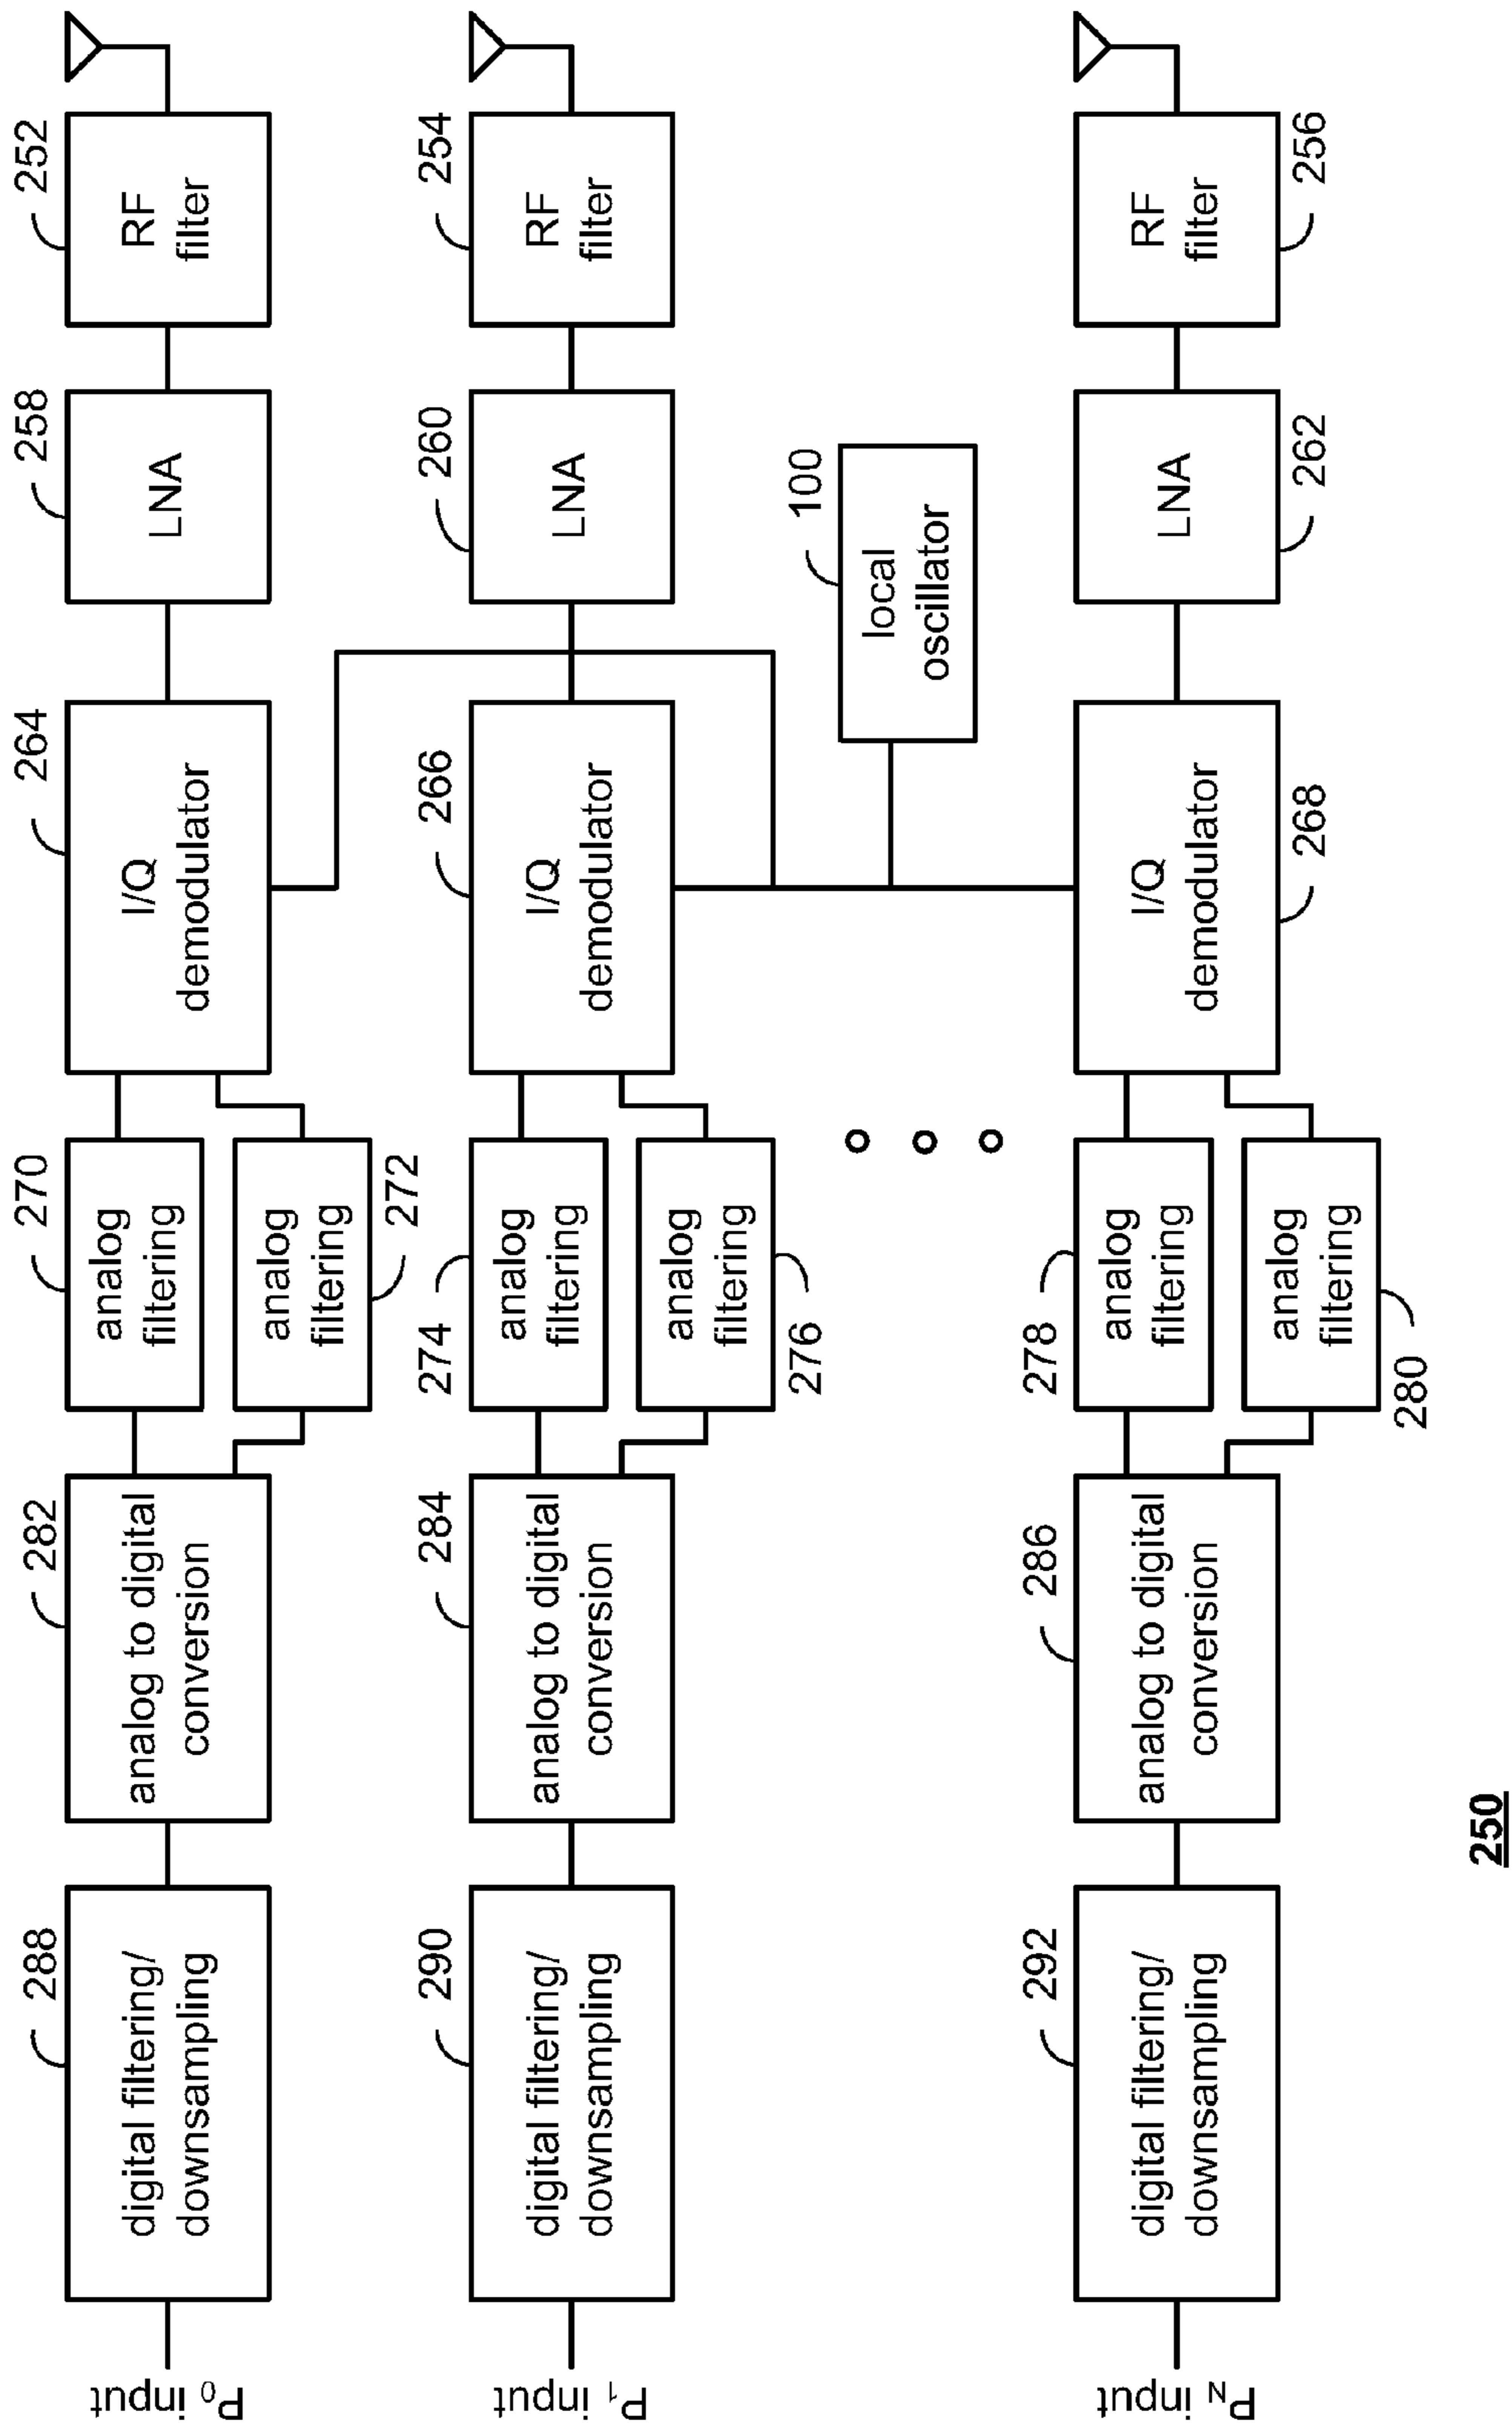 252
RF
filter
258
LNA
264
I/Q
demodulator
270
analog
filtering
analog
filtering
272
282
analog to digital
conversion
288
digital filtering/
downsampling
P0 input
254
RF
filter
260
LNA
266
I/Q
demodulator
274
analog
filtering
analog
filtering
276
284
analog to digital
conversion
290
digital filtering/
downsampling
P1 input
100
local
oscillator
RF
filter
256
LNA
262
I/Q
demodulator
268
278
analog
filtering
analog
filtering
280
286
analog to digital
conversion
292
digital filtering/
downsampling
PN input
250